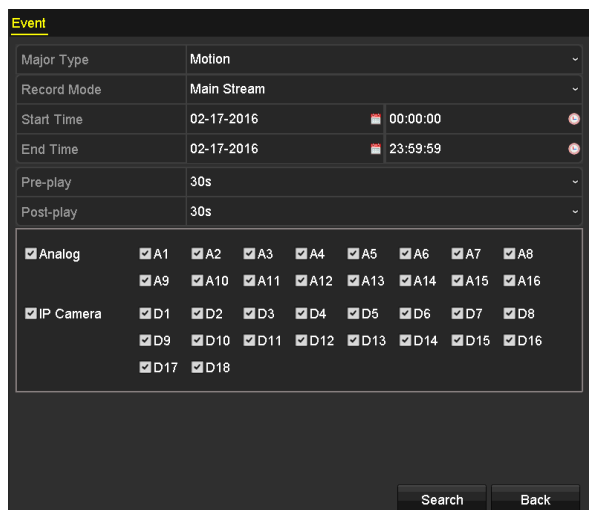 Event
Major Type Motion
Record Mode Main Stream
Start Time 02-17-2016 00:00:00
End Time 02-17-2016 23:59:59
Pre-play 30s
Post-play 30s
Analog A1 A2 A3 A4 A5 A6 A7 A8
A9 A10 A11 A12 A13 A14 A15 A16
IP Camera D1 D2 D3 D4 D5 D6 D7 D8
D9 D10 D11 D12 D13 D14 D15 D16
D17 D18
Search Back